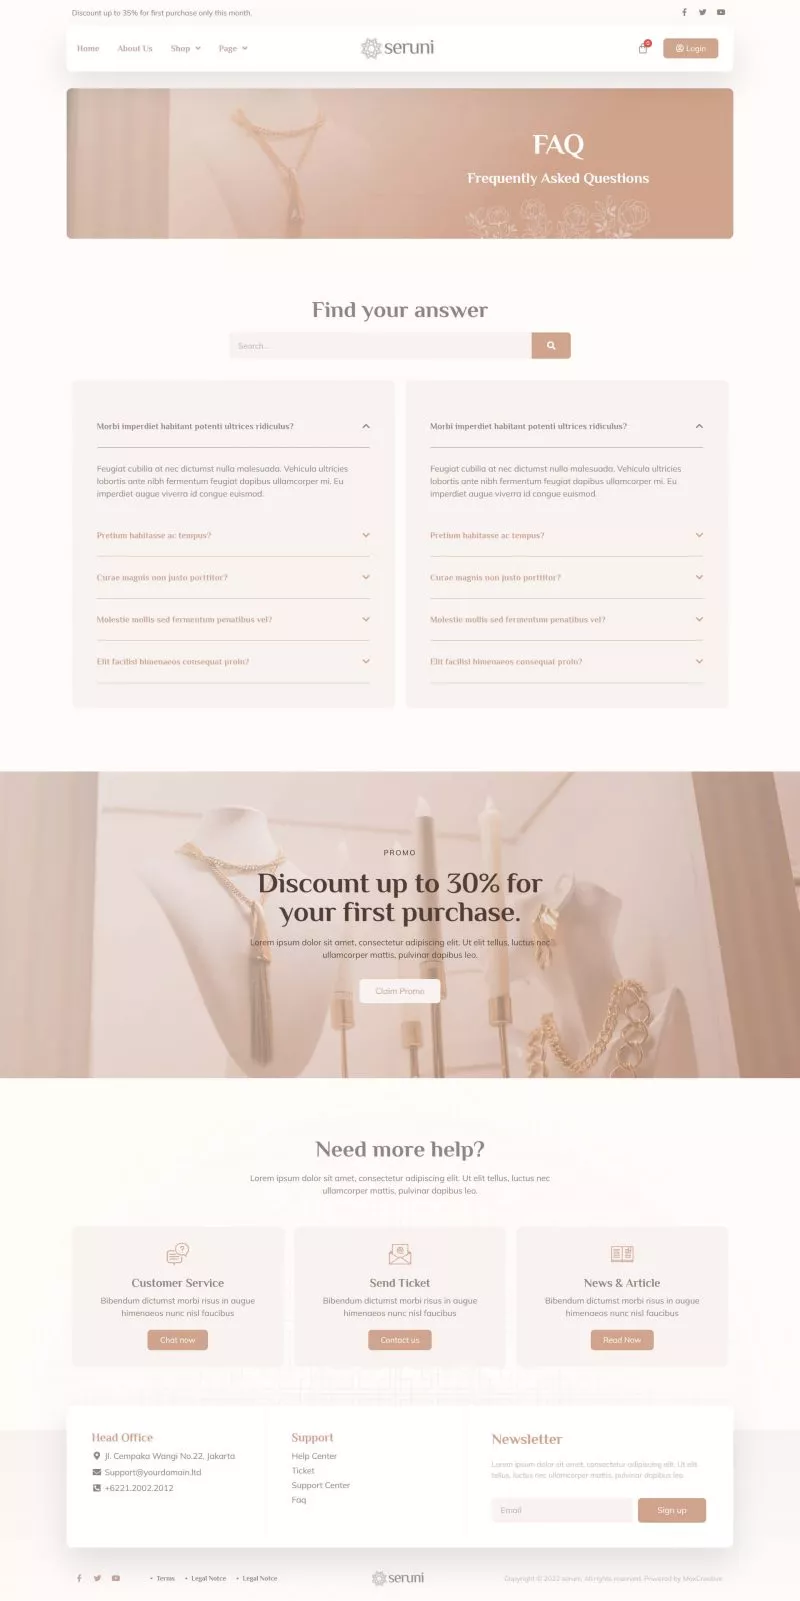 Discount up to 35% for first purchase only this month.
Home About Us Shop Page
seruni
0
Login
FAQ
Frequently Asked Questions
Find your answer
Search...
Morbi imperdiet habitant potenti ultrices ridiculus?
Feugiat cubilia at nec dictumst nulla malesuada. Vehicula ultricies
lobortis ante nibh fermentum feugiat dapibus ullamcorper mi. Eu
imperdiet augue viverra id congue euismod.
Pretium habitasse ac tempus?
Curae magnis non justo porttitor?
Molestie mollis sed fermentum penatibus vel?
Elit facilisi himenaeos consequat proin?
Morbi imperdiet habitant potenti ultrices ridiculus?
Feugiat cubilia at nec dictumst nulla malesuada. Vehicula ultricies
lobortis ante nibh fermentum feugiat dapibus ullamcorper mi. Eu
imperdiet augue viverra id congue euismod.
Pretium habitasse ac tempus?
Curae magnis non justo porttitor?
Molestie mollis sed fermentum penatibus vel?
Elit facilisi himenaeos consequat proin?
PROMO
Discount up to 30% for
your first purchase.
Lorem ipsum dolor sit amet, consectetur adipiscing elit. Ut elit tellus, luctus nec
ullamcorper mattis, pulvinar dapibus leo.
Claim Promo
Need more help?
Lorem ipsum dolor sit amet, consectetur adipiscing elit. Ut elit tellus, luctus nec
ullamcorper mattis, pulvinar dapibus leo.
Customer Service
Bibendum dictumst morbi risus in augue
himenaeos nunc nisl faucibus
Chat now
Send Ticket
Bibendum dictumst morbi risus in augue
himenaeos nunc nisl faucibus
Contact us
News & Article
Bibendum dictumst morbi risus in augue
himenaeos nunc nisl faucibus
Read Now
Head Office
Jl. Cempaka Wangi No.22, Jakarta
Support@yourdomain.ltd
+6221.2002.2012
Support
Help Center
Ticket
Support Center
Faq
Newsletter
Lorem ipsum dolor sit amet, consectetur adipiscing elit. Ut elit
tellus, luctus nec ullamcorper mattis, pulvinar dapibus leo.
Email
Sign up
• Terms • Legal Notce • Legal Notce
seruni
Copyright © 2022 seruni. All rights reserved. Powered by MaxCreative